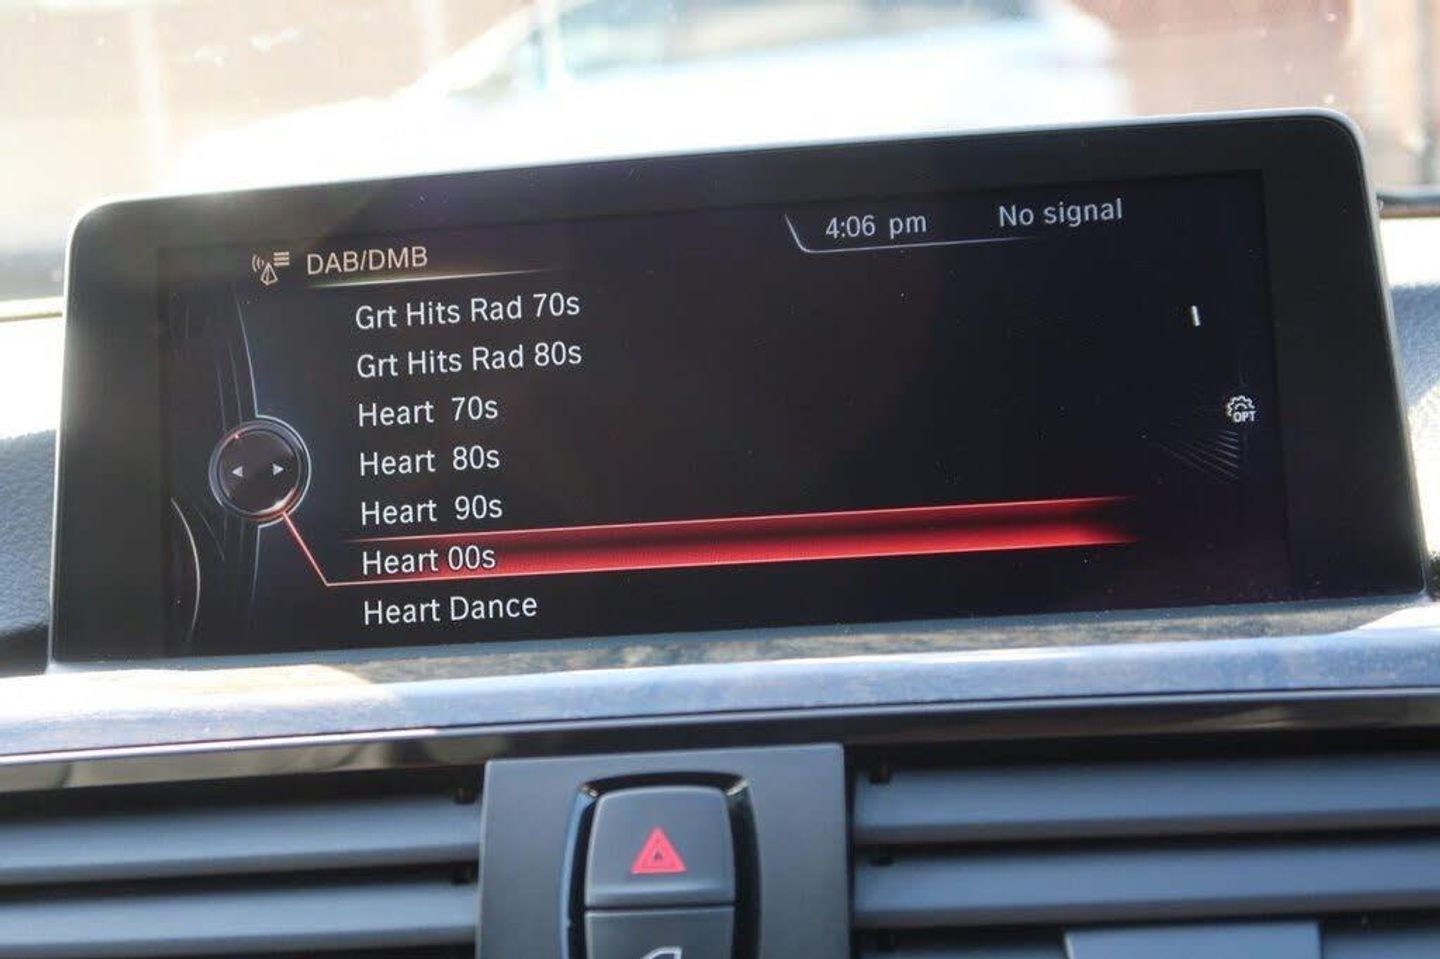 4:06 pm No signal
DAB/DMB
Grt Hits Rad 70s
Grt Hits Rad 80s
Heart 70s
Heart 80s
Heart 90s
Heart 00s
Heart Dance
OPT